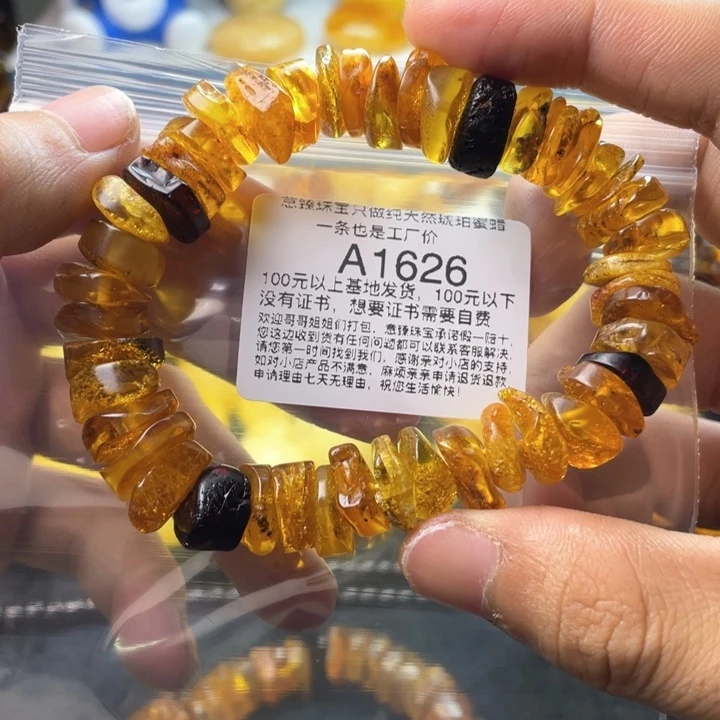 意臻珠宝只做纯天然琥珀蜜蜡
一条也是工厂价
A1626
100元以上基地发货，100元以下
没有证书，想要证书需要自费
欢迎哥哥姐姐们打包，意臻珠宝承诺假一赔十，
您这边收到货有任何问题都可以联系客服解决，
请您第一时间找到我们，感谢亲对小店的支持，
如对小店产品不满意，麻烦亲亲申请退货退款
申请理由七天无理由，祝您生活愉快！